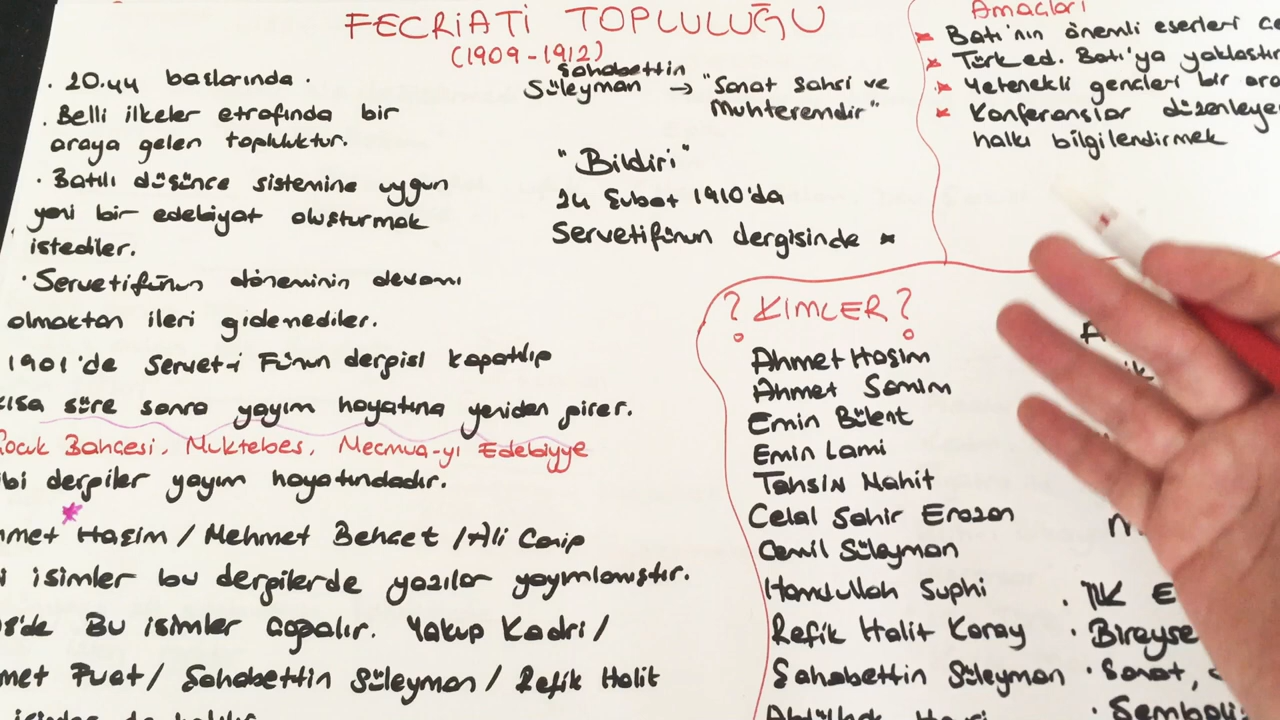 FECRİATİ TOPLULUĞU
(1909-1912)
. 20.yy başlarında .
. Belli ilkeler etrafında bir
araya gelen topluluktur.
. Batılı düşünce sistemine uygun
yeni bir edebiyat oluşturmak
istediler.
. Servetifünun döneminin devamı
olmaktan ileri gidemediler.
1901'de Servet-i Fünun dergisi kapatılıp
kısa süre sonra yayım hayatına yeniden girer.
Çocuk Bahçesi, Muktebes, Mecmua-yı Edebiyye
dergiler yayım hayatındadır.
Haşim / Mehmet Behçet / Ali Canip
isimler bu dergilerde yazılar yayımlamıştır.
Bu isimler çoğalır. Yakup Kadri /
Fuat / Şahabettin Süleyman / Refik Halit
Şahabettin
Süleyman → "Sanat şahsi ve
Muhteremdir"
"Bildiri"
24 Şubat 1910'da
Servetifünun dergisinde *
Amaçları
Batı'nın önemli eserleri
Türk ed. Batı'ya
Yetenekli gençleri bir
Konferanslar
halkı bilgilendirmek
? KİMLER ?
Ahmet Haşim
Ahmet Samim
Emin Bülent
Emin Lami
Tahsin Nahit
Celal Sahir Erozan
Cemil Süleyman
Hamdullah Suphi
Refik Halit Karay
Şahabettin Süleyman
. İlk
. Sanat,